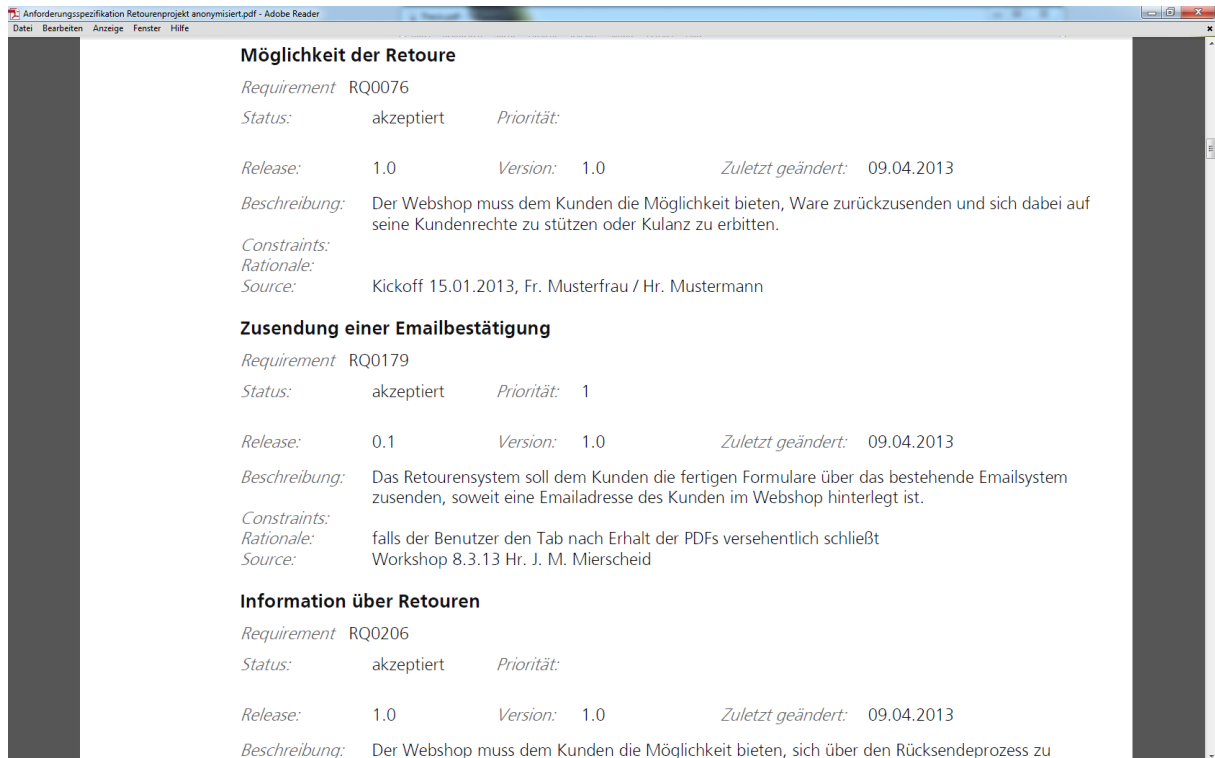 Anforderungsspezifikation Retourenprojekt anonymisiert.pdf - Adobe Reader
Datei Bearbeiten Anzeige Fenster Hilfe
Möglichkeit der Retoure
Requirement RQ0076
Status: akzeptiert Priorität:
Release: 1.0 Version: 1.0 Zuletzt geändert: 09.04.2013
Beschreibung: Der Webshop muss dem Kunden die Möglichkeit bieten, Ware zurückzusenden und sich dabei auf
seine Kundenrechte zu stützen oder Kulanz zu erbitten.
Constraints:
Rationale:
Source: Kickoff 15.01.2013, Fr. Musterfrau / Hr. Mustermann
Zusendung einer Emailbestätigung
Requirement RQ0179
Status: akzeptiert Priorität: 1
Release: 0.1 Version: 1.0 Zuletzt geändert: 09.04.2013
Beschreibung: Das Retourensystem soll dem Kunden die fertigen Formulare über das bestehende Emailsystem
zusenden, soweit eine Emailadresse des Kunden im Webshop hinterlegt ist.
Constraints:
Rationale: falls der Benutzer den Tab nach Erhalt der PDFs versehentlich schließt
Source: Workshop 8.3.13 Hr. J. M. Mierscheid
Information über Retouren
Requirement RQ0206
Status: akzeptiert Priorität:
Release: 1.0 Version: 1.0 Zuletzt geändert: 09.04.2013
Beschreibung: Der Webshop muss dem Kunden die Möglichkeit bieten, sich über den Rücksendeprozess zu